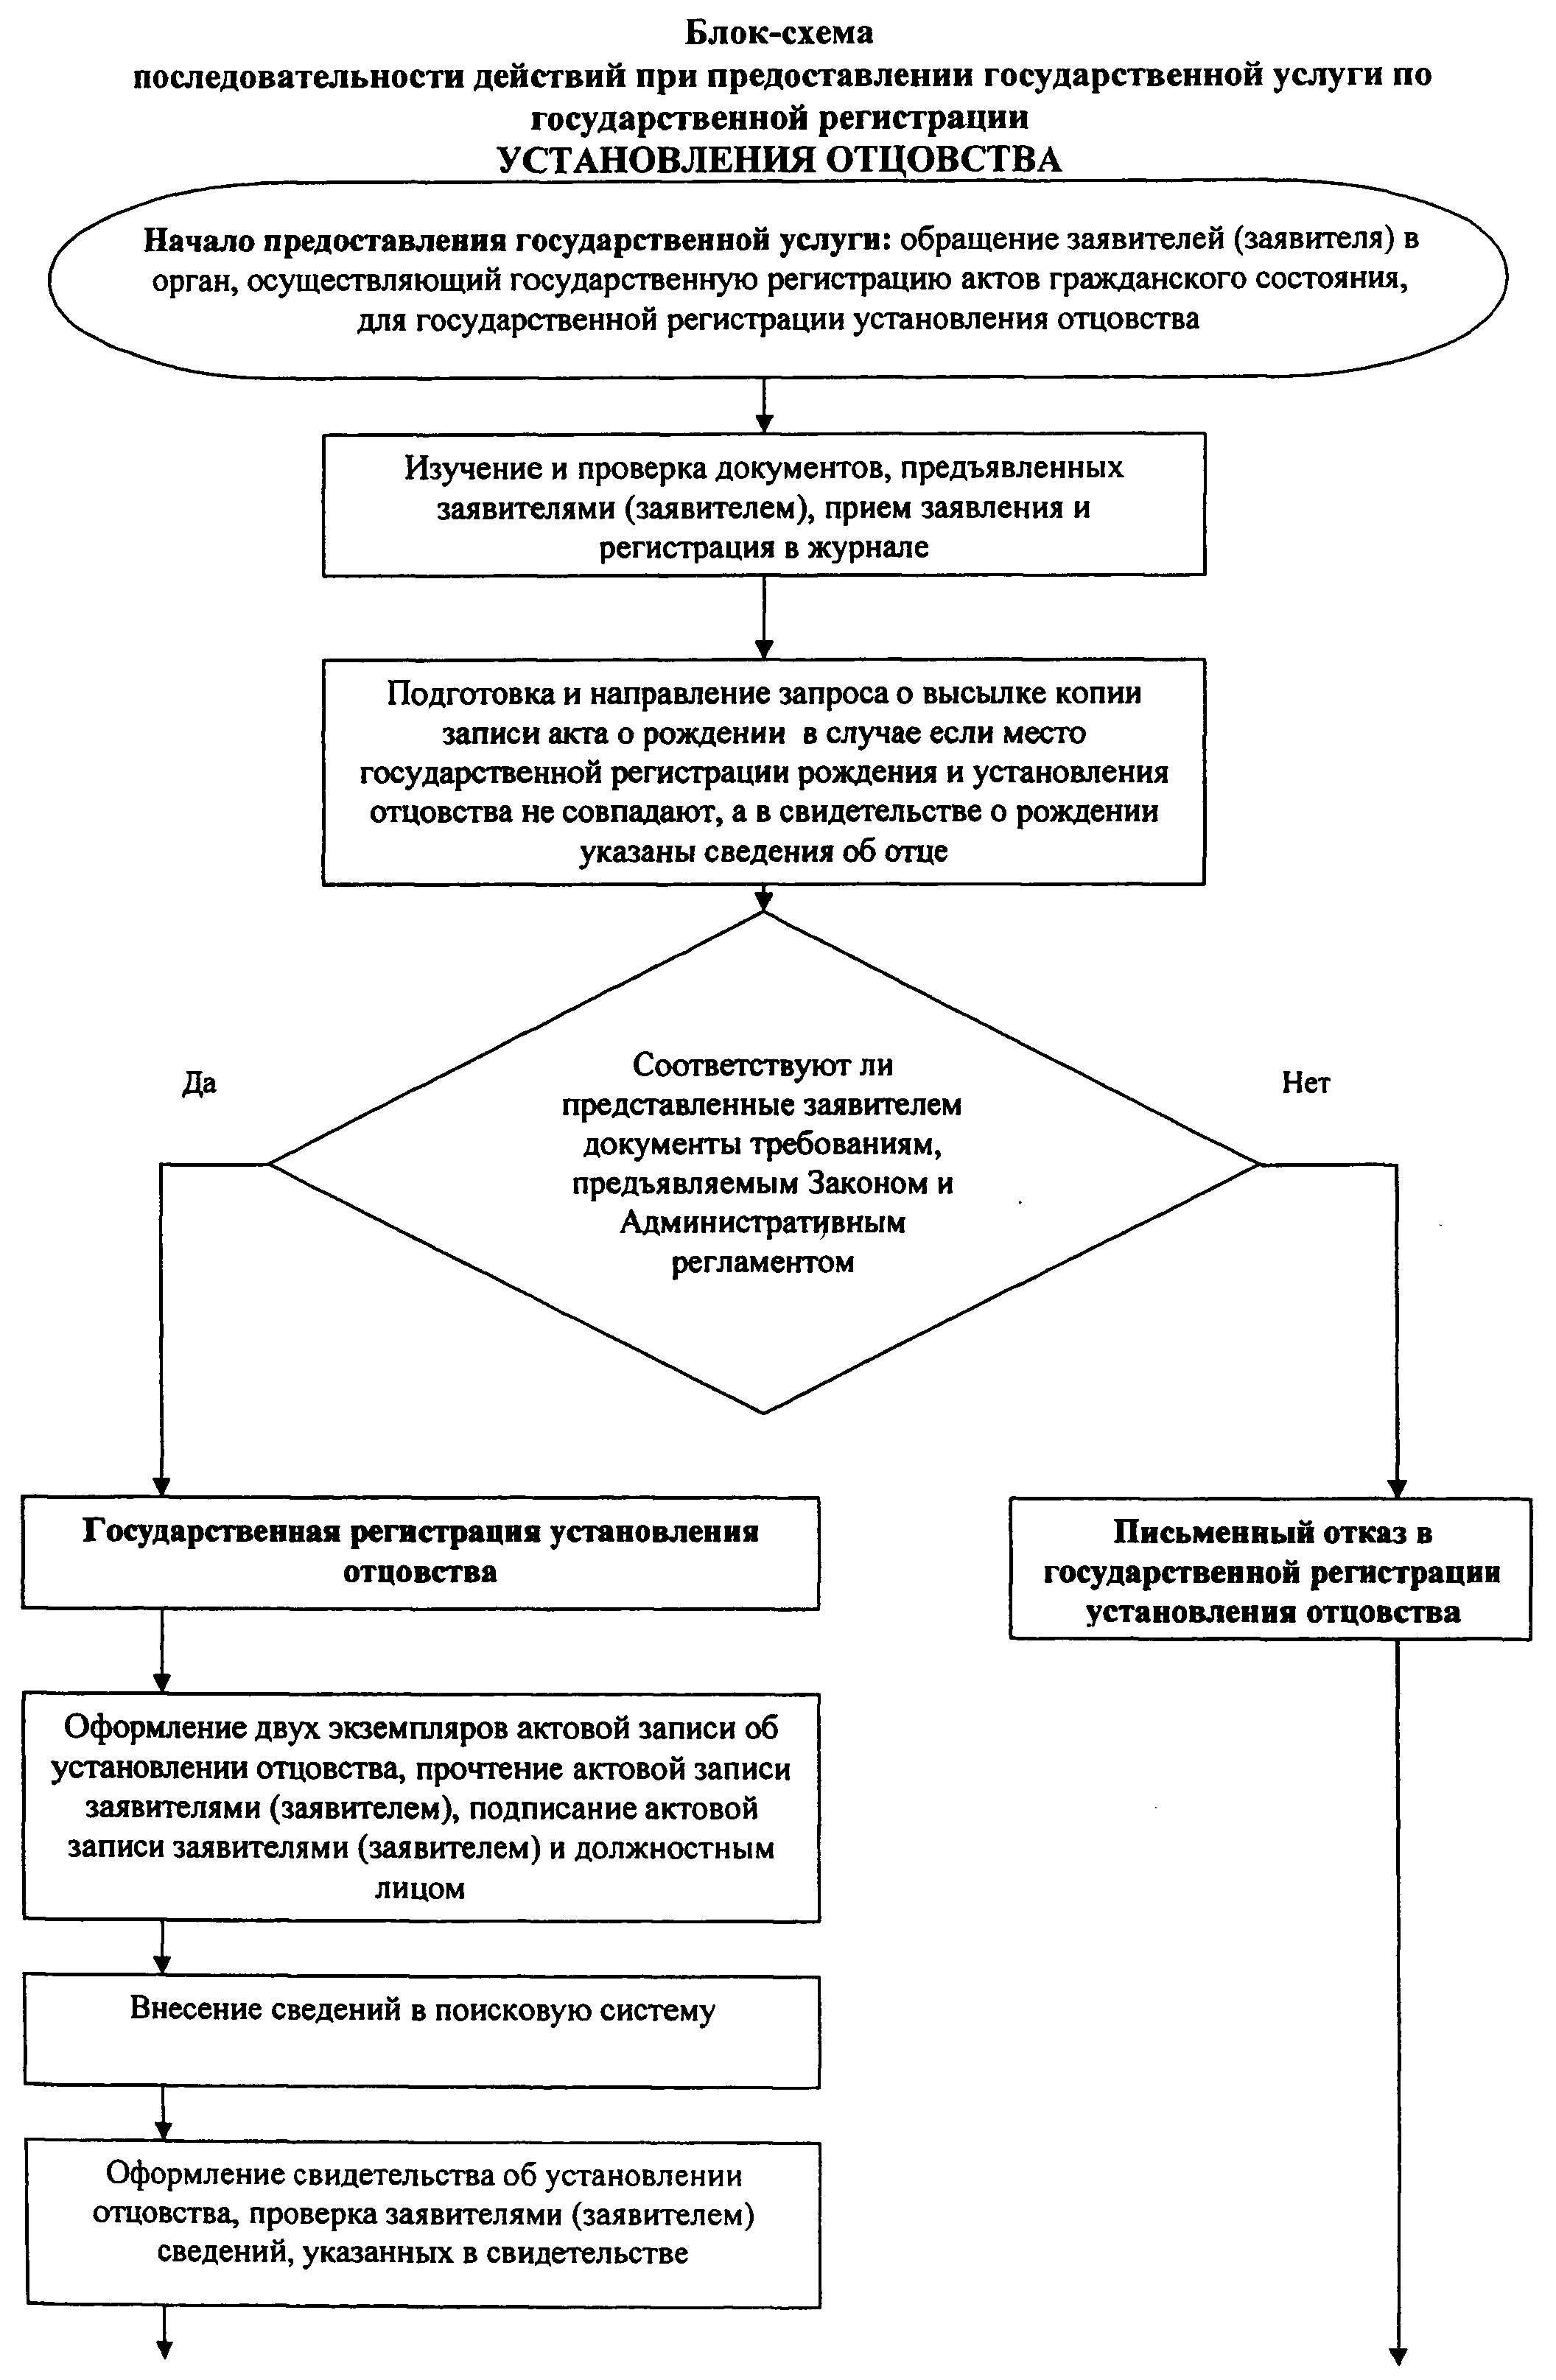 Блок-схема
последовательности действий при предоставлении государственной услуги по
государственной регистрации
УСТАНОВЛЕНИЯ ОТЦОВСТВА
Начало предоставления государственной услуги: обращение заявителей (заявителя) в
орган, осуществляющий государственную регистрацию актов гражданского состояния,
для государственной регистрации установления отцовства
Изучение и проверка документов, предъявленных
заявителями (заявителем), прием заявления и
регистрация в журнале
Подготовка и направление запроса о высылке копии
записи акта о рождении в случае если место
государственной регистрации рождения и установления
отцовства не совпадают, а в свидетельстве о рождении
указаны сведения об отце
Да
Нет
Соответствуют ли
представленные заявителем
документы требованиям,
предъявляемым Законом и
Административным
регламентом
Государственная регистрация установления
отцовства
Письменный отказ в
государственной регистрации
установления отцовства
Оформление двух экземпляров актовой записи об
установлении отцовства, прочтение актовой записи
заявителями (заявителем), подписание актовой
записи заявителями (заявителем) и должностным
лицом
Внесение сведений в поисковую систему
Оформление свидетельства об установлении
отцовства, проверка заявителями (заявителем)
сведений, указанных в свидетельстве